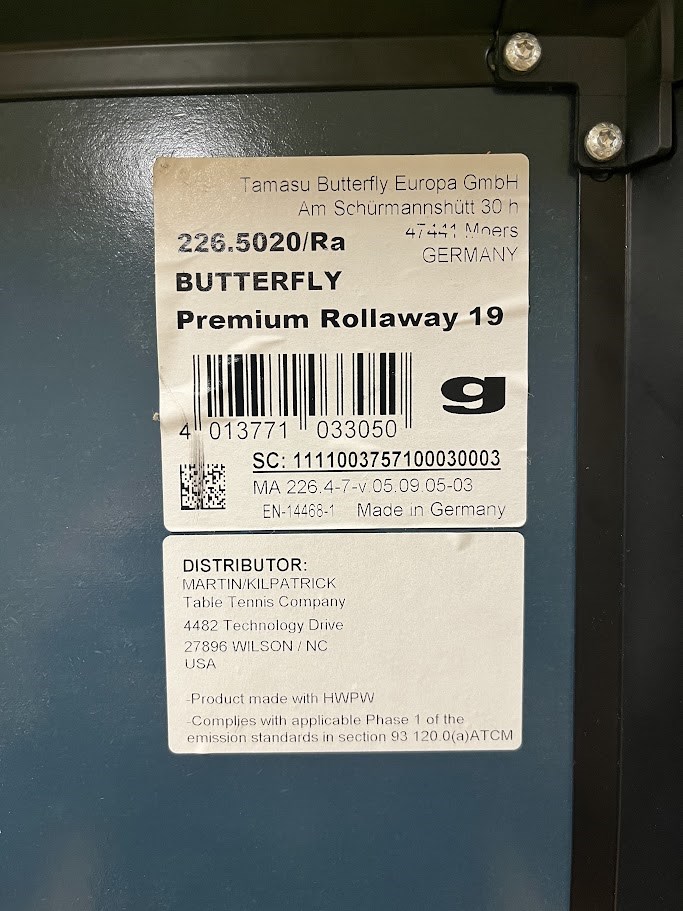 Tamasu Butterfly Europa GmbH
Am Schürmannshütt 30 h
47441 Moers
GERMANY
226.5020/Ra
BUTTERFLY
Premium Rollaway 19
g
4 013771 033050
SC: 1111003757100030003
MA 226.4-7-v.05.09.05-03
EN-14468-1 Made in Germany
DISTRIBUTOR:
MARTIN/KILPATRICK
Table Tennis Company
4482 Technology Drive
27896 WILSON / NC
USA
-Product made with HWPW
-Complies with applicable Phase 1 of the
emission standards in section 93 120.0(a)ATCM